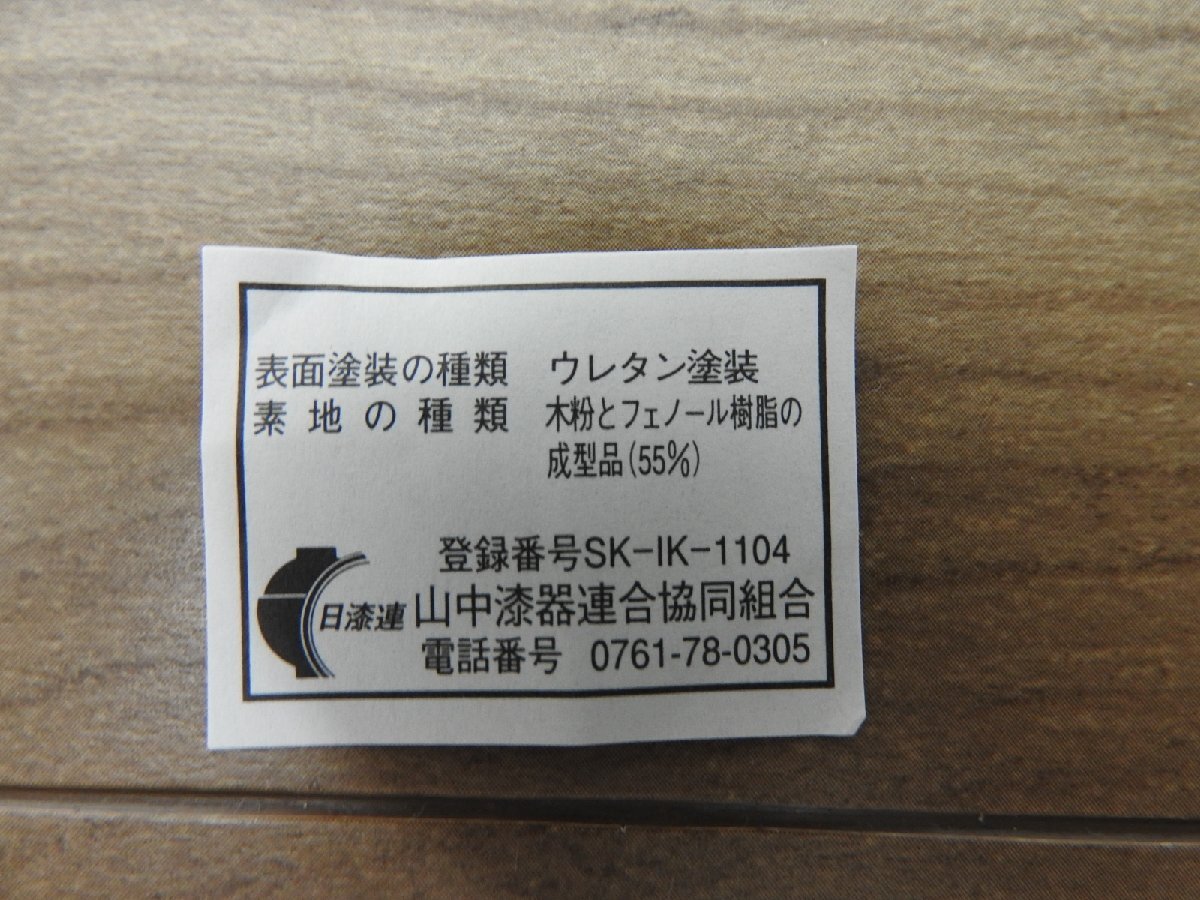 表面塗装の種類 ウレタン塗装
素地の種類 木粉とフェノール樹脂の
成型品(55%)
登録番号SK-IK-1104
日漆連 山中漆器連合協同組合
電話番号 0761-78-0305